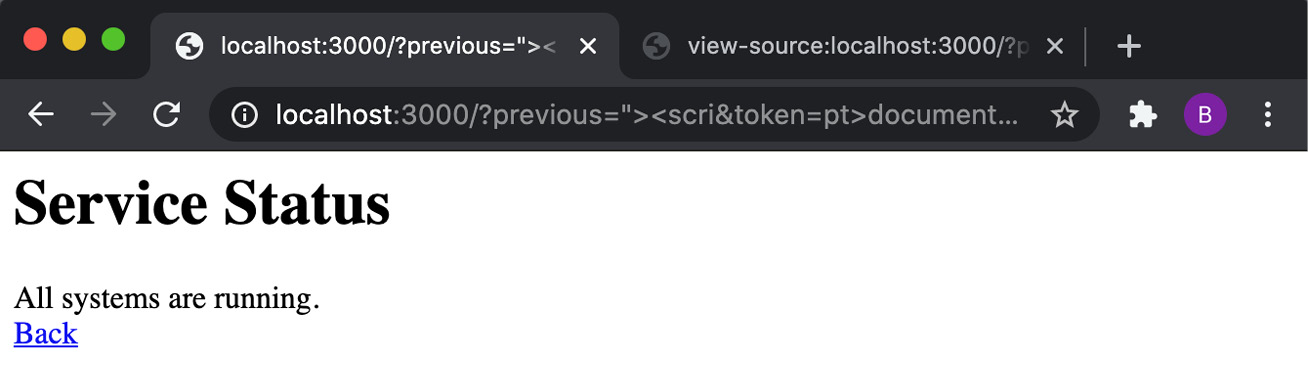 localhost:3000/?previous="><
view-source:localhost:3000/?p
localhost:3000/?previous="><scri&token=pt>document...
B
Service Status
All systems are running.
Back